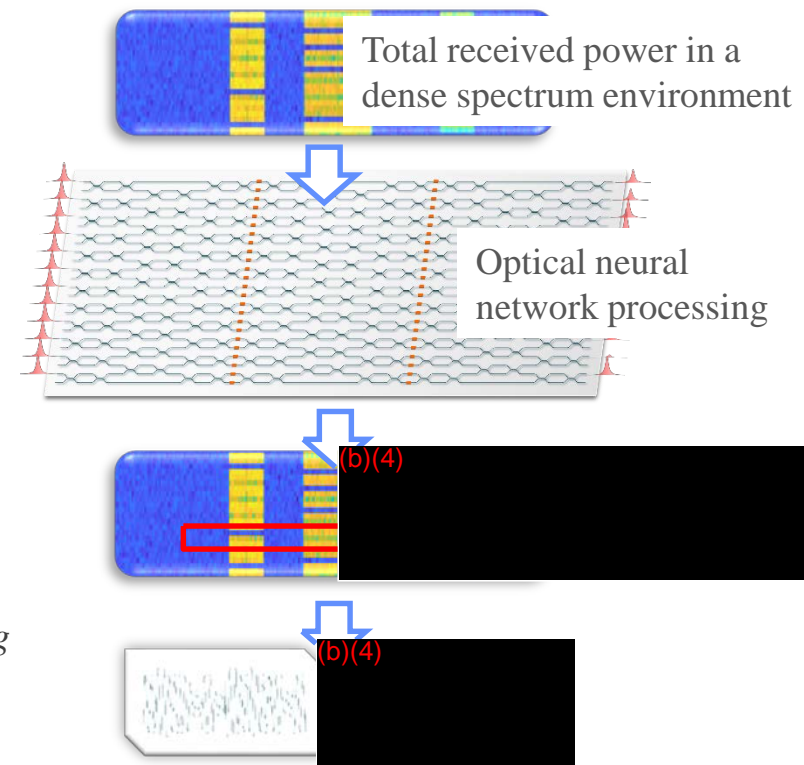 Total received power in a
dense spectrum environment
Optical neural
network processing
(b)(4)
g
(b)(4)